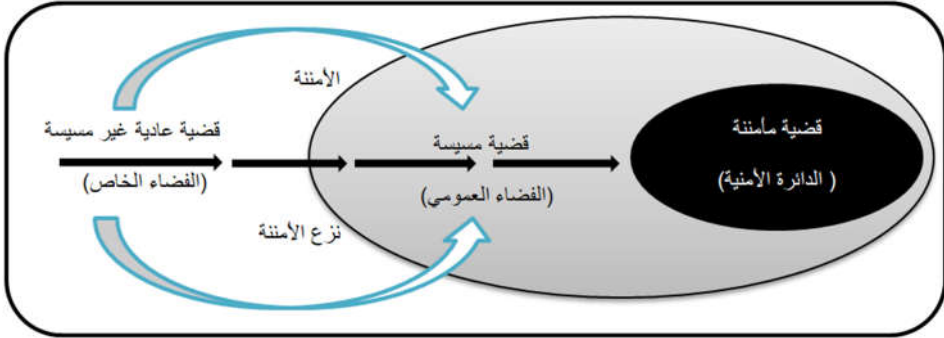 الأمننة
قضية عادية غير مسيسة
(الفضاء الخاص)
قضية مسيسة
(الفضاء العمومي)
قضية مأمننة
( الدائرة الأمنية)
نزع الأمننة